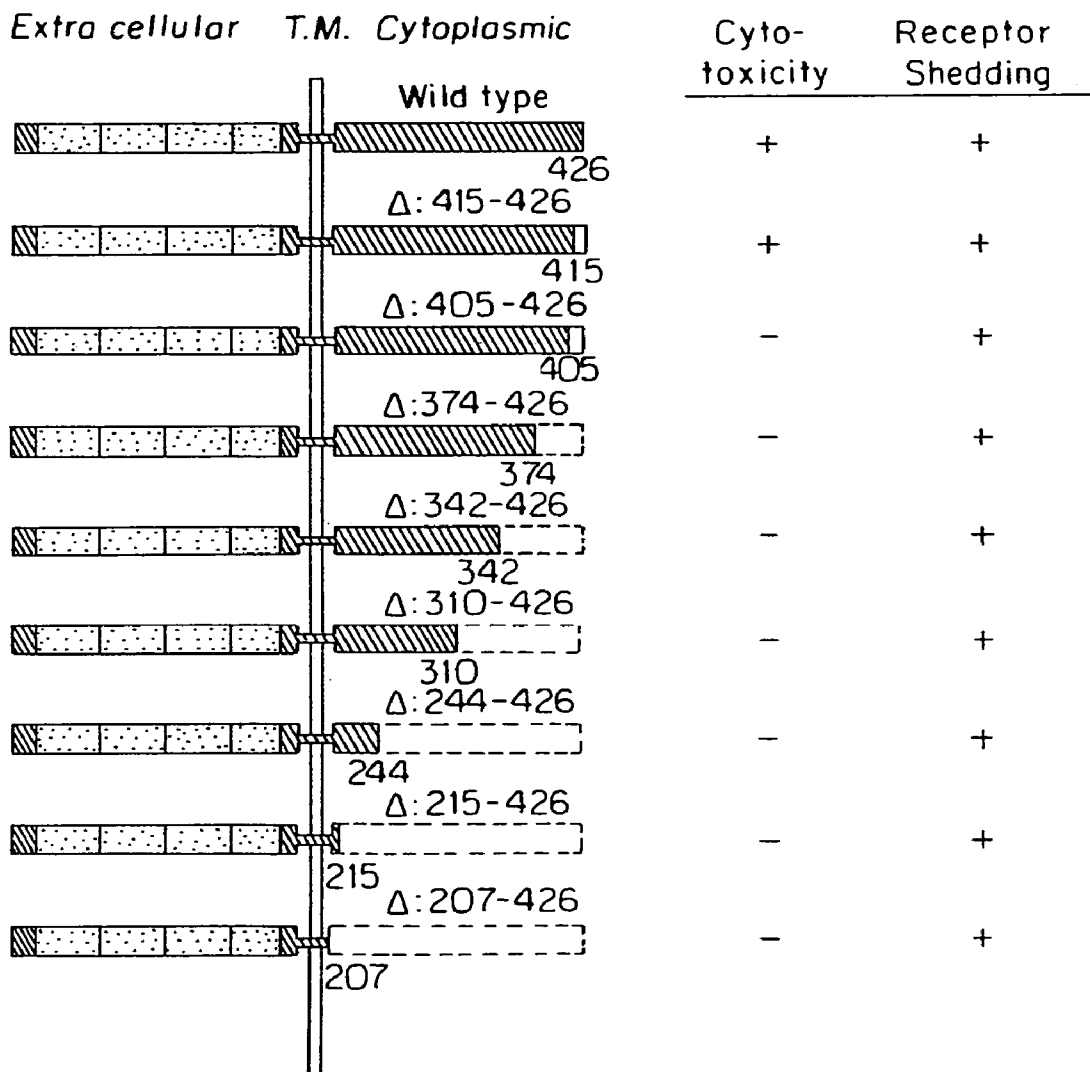 Extra cellular T.M. Cytoplasmic
Cyto-
toxicity
Receptor
Shedding
Wild type
+ +
426
Δ:415-426
+ +
415
Δ:405-426
- +
405
Δ:374-426
- +
374
Δ:342-426
- +
342
Δ:310-426
- +
310
Δ:244-426
- +
244
Δ:215-426
- +
215
Δ:207-426
- +
207